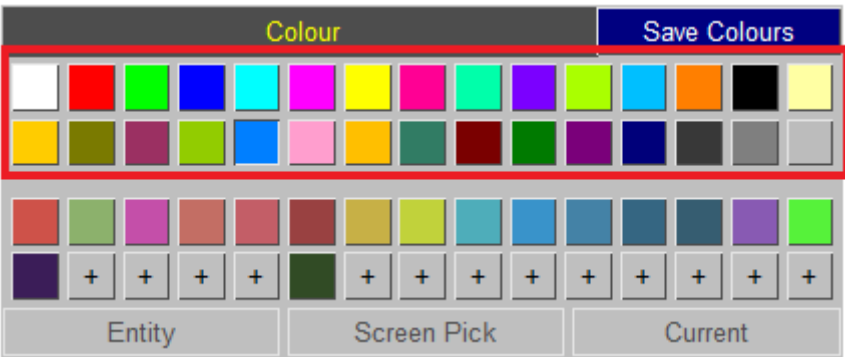 Colour Save Colours
+ + + + + + + + + + + + +
Entity Screen Pick Current